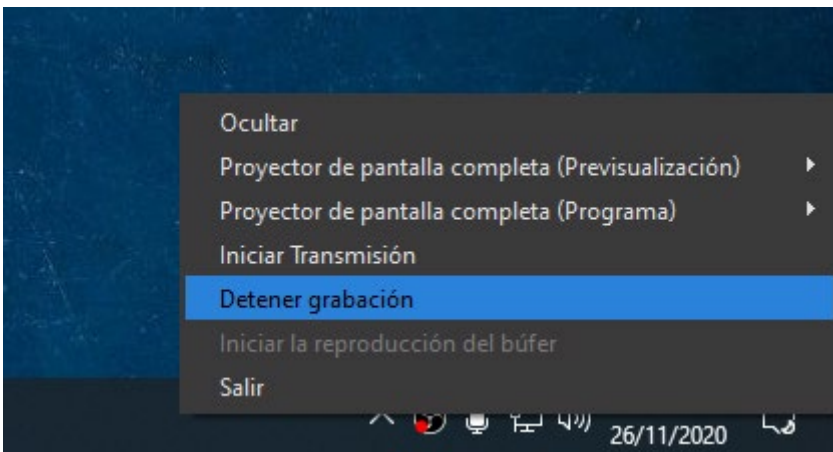 Ocultar
Proyector de pantalla completa (Previsualización)
Proyector de pantalla completa (Programa)
Iniciar Transmisión
Detener grabación
Iniciar la reproducción del búfer
Salir
26/11/2020